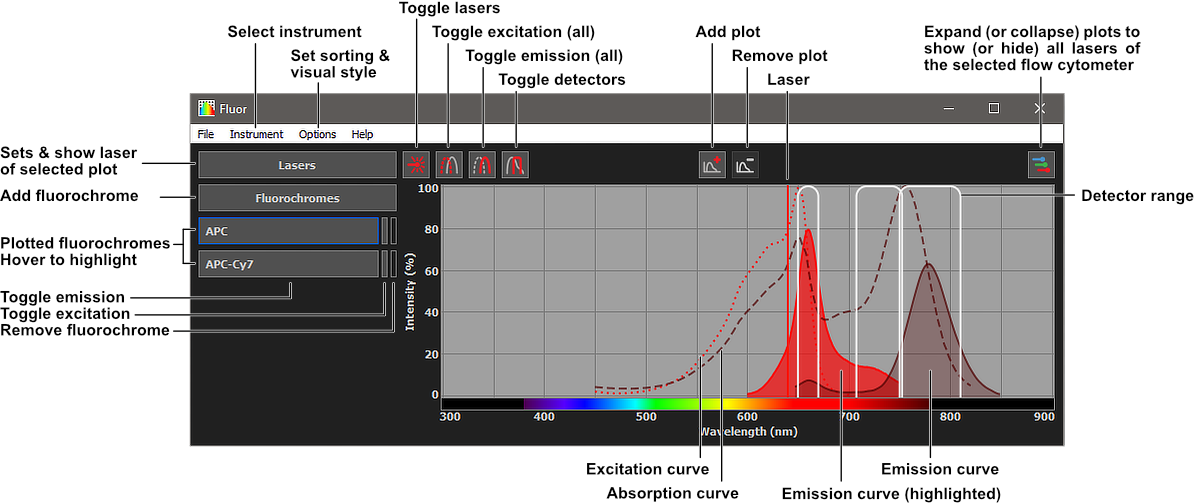 Toggle lasers
Select instrument
Toggle excitation (all)
Add plot
Expand (or collapse) plots to
show (or hide) all lasers of
the selected flow cytometer
Set sorting &
visual style
Toggle emission (all)
Remove plot
Toggle detectors
Laser
Fluor
File Instrument Options Help
Sets & show laser
of selected plot
Lasers
Add fluorochrome
Fluorochromes
Detector range
Plotted fluorochromes
Hover to highlight
APC
APC-Cy7
Toggle emission
Toggle excitation
Remove fluorochrome
Intensity (%)
100
80
60
40
20
0
300 400 500 600 700 800 900
Wavelength (nm)
Excitation curve
Emission curve
Absorption curve
Emission curve (highlighted)